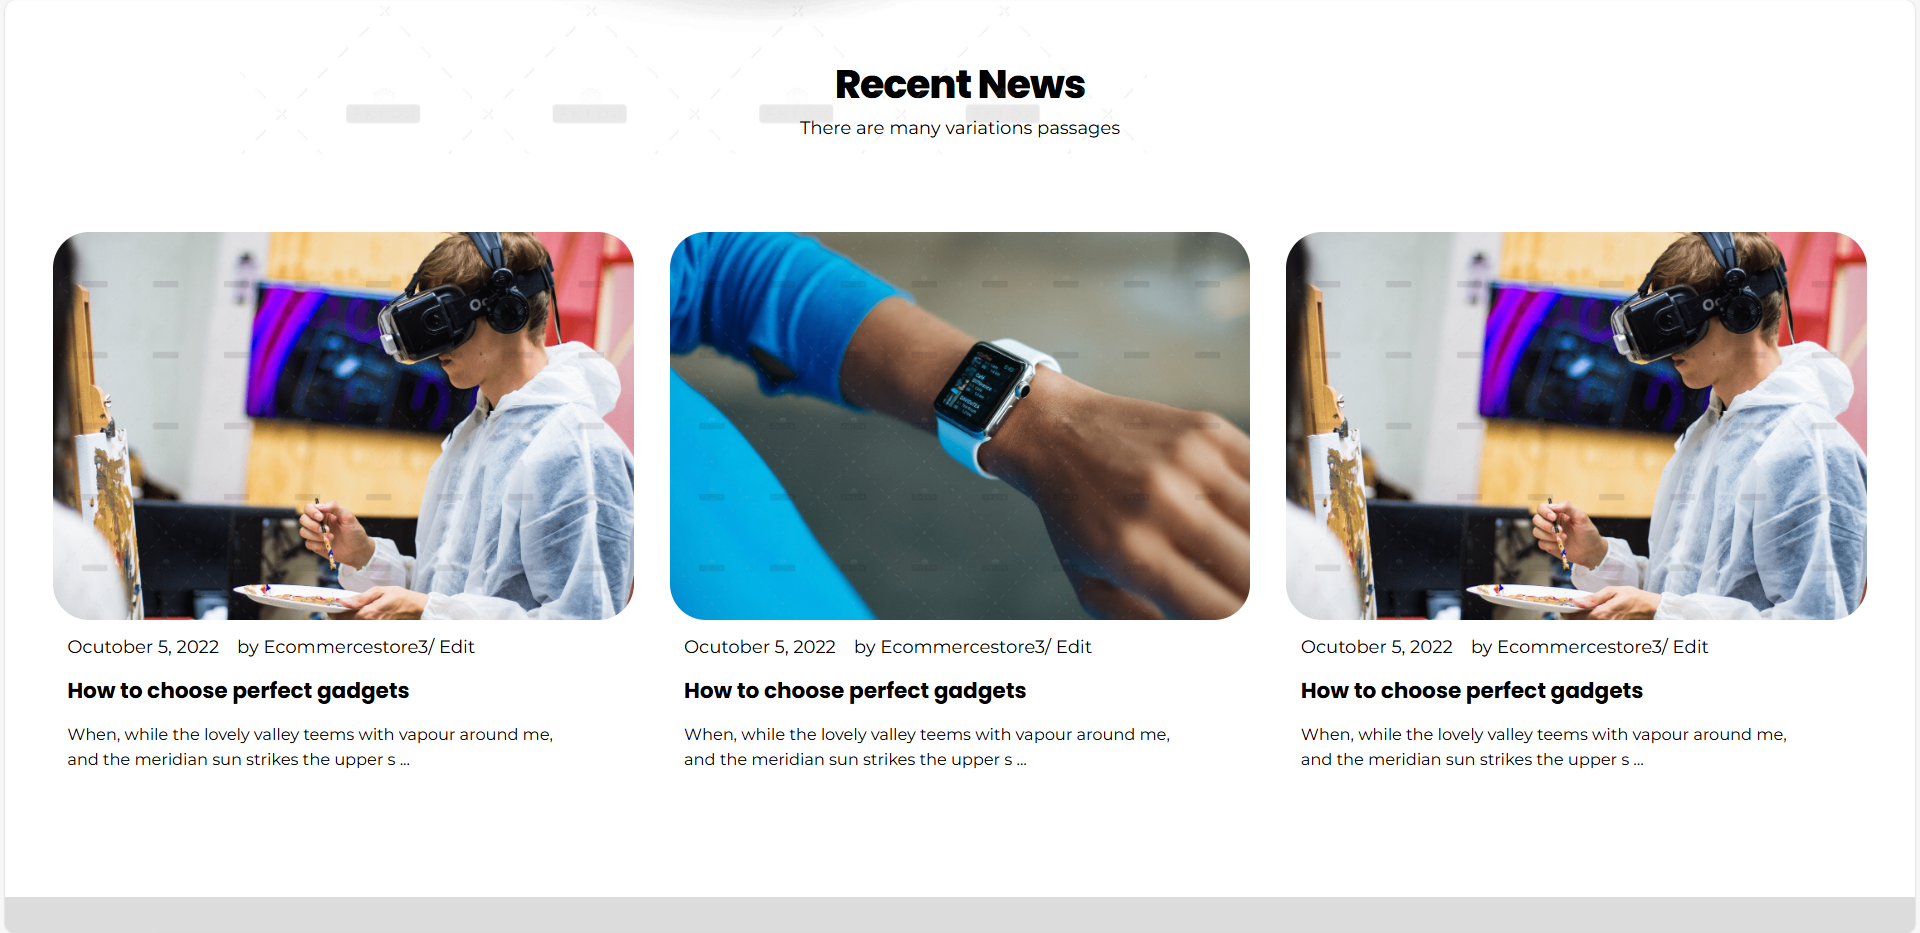 Recent News
There are many variations passages
Ocutober 5, 2022 by Ecommercestore3/ Edit
How to choose perfect gadgets
When, while the lovely valley teems with vapour around me,
and the meridian sun strikes the upper s ...
Ocutober 5, 2022 by Ecommercestore3/ Edit
How to choose perfect gadgets
When, while the lovely valley teems with vapour around me,
and the meridian sun strikes the upper s ...
Ocutober 5, 2022 by Ecommercestore3/ Edit
How to choose perfect gadgets
When, while the lovely valley teems with vapour around me,
and the meridian sun strikes the upper s ...